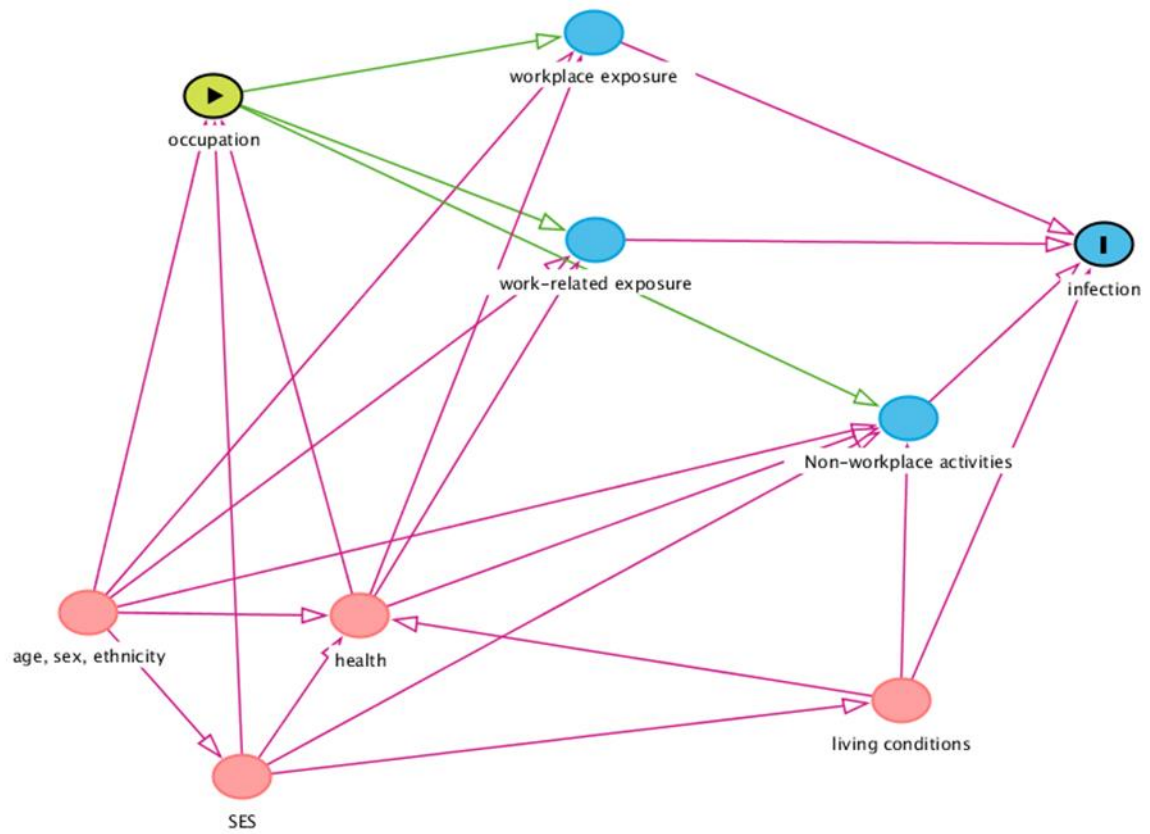 workplace exposure
occupation
work-related exposure
infection
Non-workplace activities
age, sex, ethnicity
health
living conditions
SES